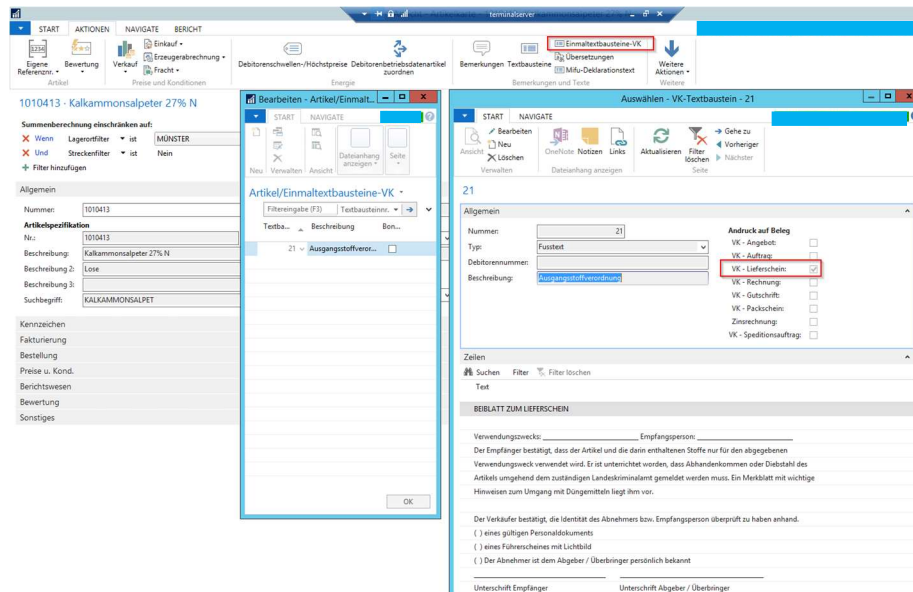 terminalserver
START AKTIONEN NAVIGATE BERICHT
Eigene Referenznr.
Bewertung
Verkauf
Einkauf
Erzeugerabrechnung
Fracht
Debitorenschwellen-/Höchstpreise
Debitorenbetriebsdatenartikel zuordnen
Bemerkungen
Textbausteine
Einmaltextbausteine-VK
Übersetzungen
Mifu-Deklarationstext
Weitere Aktionen
Artikel
Preise und Konditionen
Energie
Bemerkungen und Texte
Weitere
1010413 · Kalkammonsalpeter 27% N
Summenberechnung einschränken auf:
Wenn Lagerortfilter ist MÜNSTER
Und Streckenfilter ist Nein
Filter hinzufügen
Allgemein
Nummer: 1010413
Artikelspezifikation
Nr.: 1010413
Beschreibung: Kalkammonsalpeter 27% N
Beschreibung 2: Lose
Beschreibung 3:
Suchbegriff: KALKAMMONSALPET
Kennzeichen
Fakturierung
Bestellung
Preise u. Kond.
Berichtswesen
Bewertung
Sonstiges
Bearbeiten - Artikel/Einmalt...
START NAVIGATE
Neu
Verwalten
Ansicht
Dateianhang anzeigen
Seite
Artikel/Einmaltextbausteine-VK
Filtereingabe (F3) Textbausteinnr.
Textba... Beschreibung Bon...
21 Ausgangsstoffveror...
OK
Auswählen - VK-Textbaustein - 21
START NAVIGATE
Ansicht
Bearbeiten
Neu
Löschen
OneNote
Notizen
Links
Aktualisieren
Filter löschen
Gehe zu
Vorheriger
Nächster
Verwalten
Dateianhang anzeigen
Seite
21
Allgemein
Nummer: 21
Typ: Fusstext
Debitorennummer:
Beschreibung: Ausgangsstoffverordnung
Andruck auf Beleg
VK - Angebot:
VK - Auftrag:
VK - Lieferschein:
VK - Rechnung:
VK - Gutschrift:
VK - Packschein:
Zinsrechnung:
VK - Speditionsauftrag:
Zeilen
Suchen Filter Filter löschen
Text
BEIBLATT ZUM LIEFERSCHEIN
Verwendungszwecks: ____________________ Empfangsperson: ____________________
Der Empfänger bestätigt, dass der Artikel und die darin enthaltenen Stoffe nur für den abgegebenen
Verwendungsweck verwendet wird. Er ist unterrichtet worden, dass Abhandenkommen oder Diebstahl des
Artikels umgehend dem zuständigen Landeskriminalamt gemeldet werden muss. Ein Merkblatt mit wichtige
Hinweisen zum Umgang mit Düngemitteln liegt ihm vor.
Der Verkäufer bestätigt, die Identität des Abnehmers bzw. Empfangsperson überprüft zu haben anhand.
( ) eines gültigen Personaldokuments
( ) eines Führerscheines mit Lichtbild
( ) Der Abnehmer ist dem Abgeber / Überbringer persönlich bekannt
Unterschrift Empfänger Unterschrift Abgeber / Überbringer